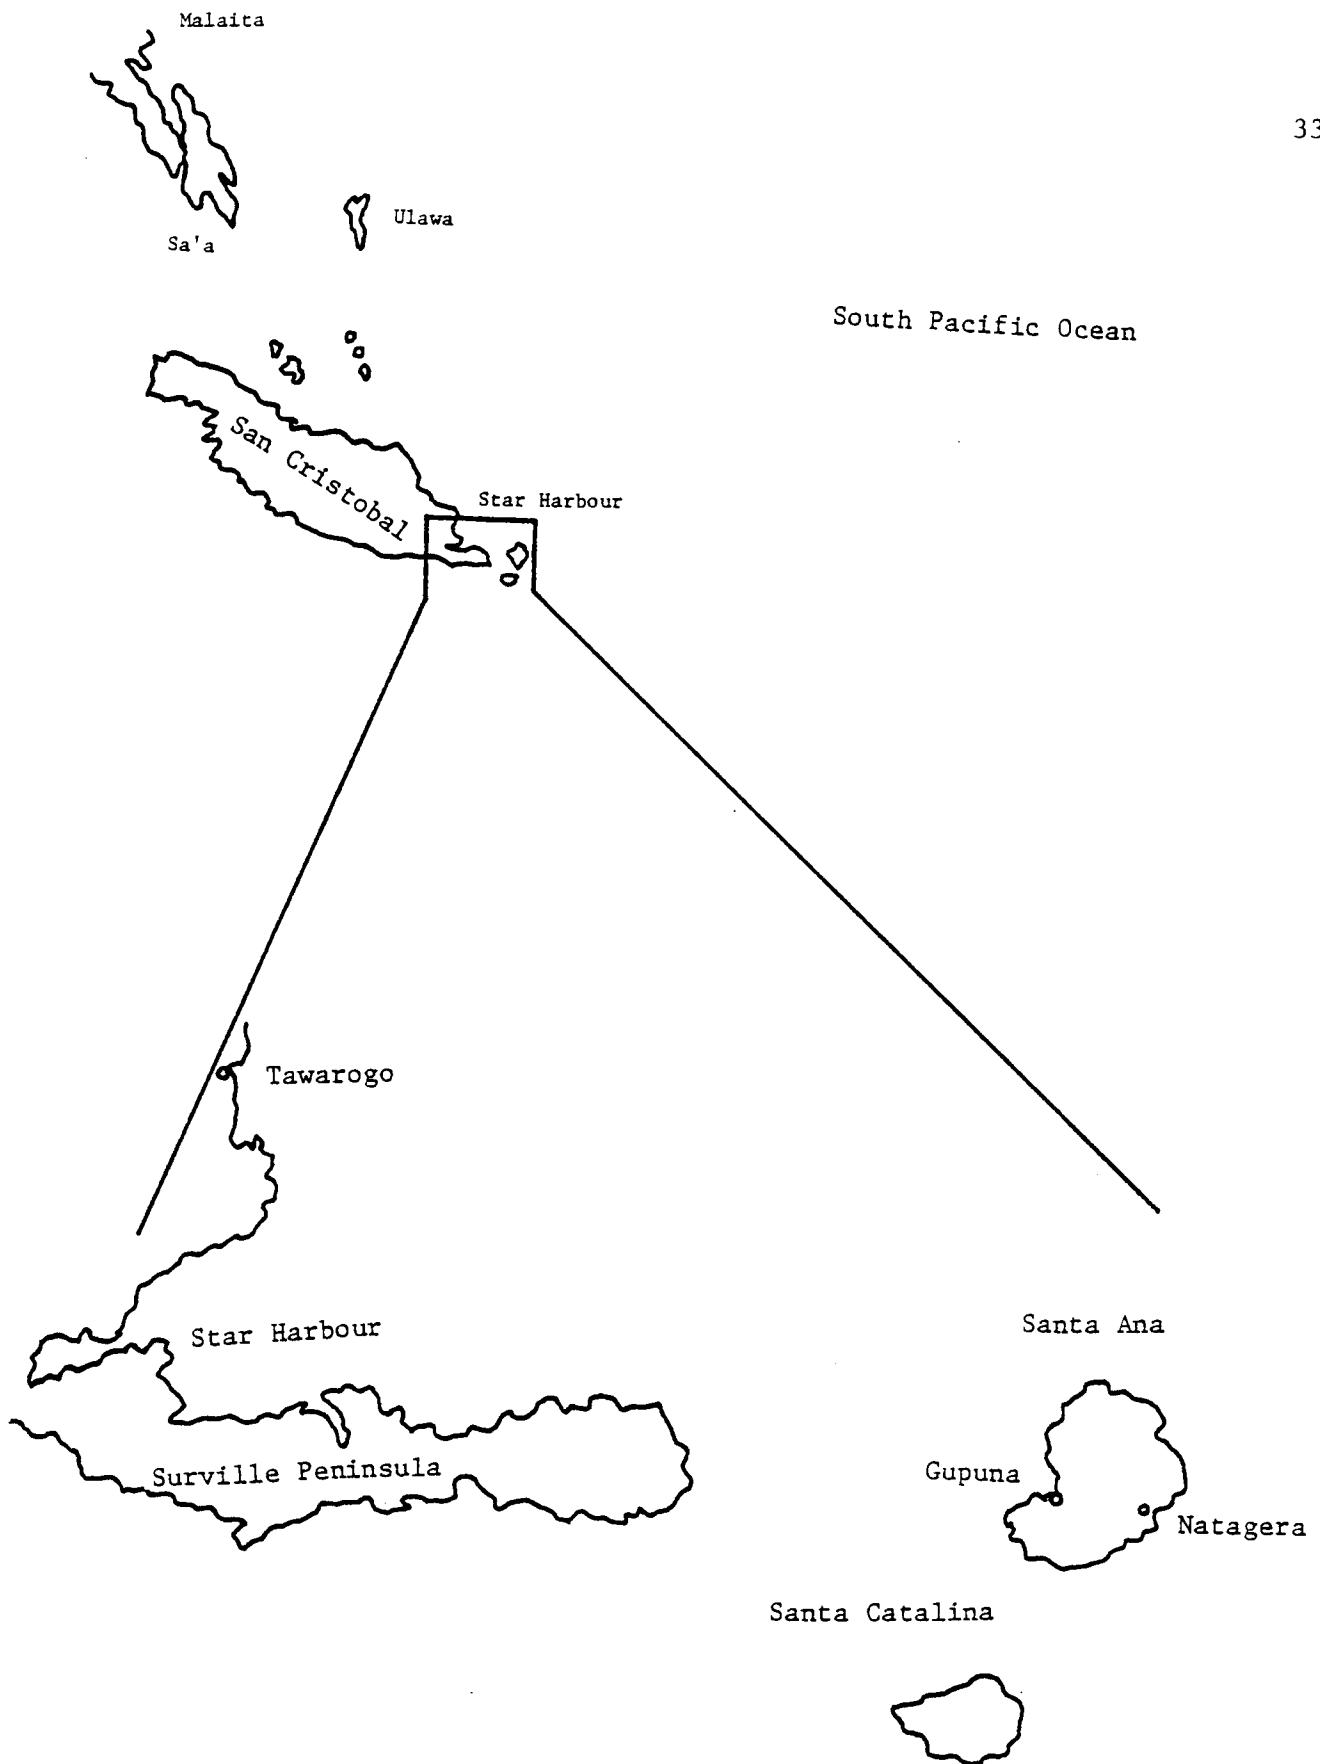 Malaita
33
Ulawa
Sa'a
South Pacific Ocean
San Cristobal
Star Harbour
Tawarogo
Star Harbour
Santa Ana
Surville Peninsula
Gupuna
Natagera
Santa Catalina